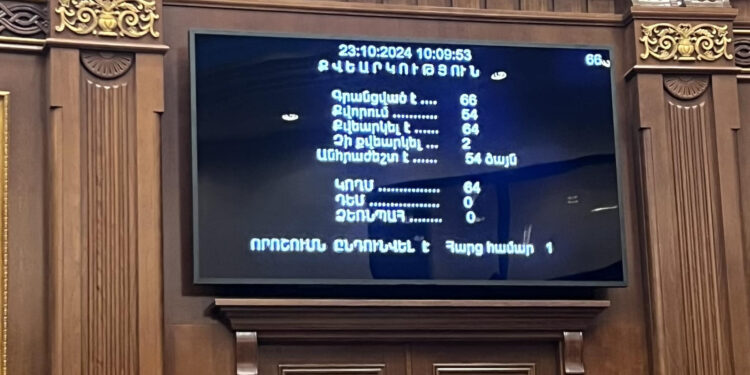 23:10:2024 10:09:53 66
ՔՎԵԱՐԿՈՒԹՅՈՒՆ
Գրանցված է .... 66
Քվորում ........... 54
Քվեարկել է ...... 64
Չի քվեարկել ... 2
Անհրաժեշտ է ...... 54 ձայն
ԿՈՂՄ ............... 64
ԴԵՄ ................. 0
ՁԵՌՆՊԱՀ ........ 0
ՈՐՈՇՈՒՄՆ ԸՆԴՈՒՆՎԵԼ է Հարց համար 1